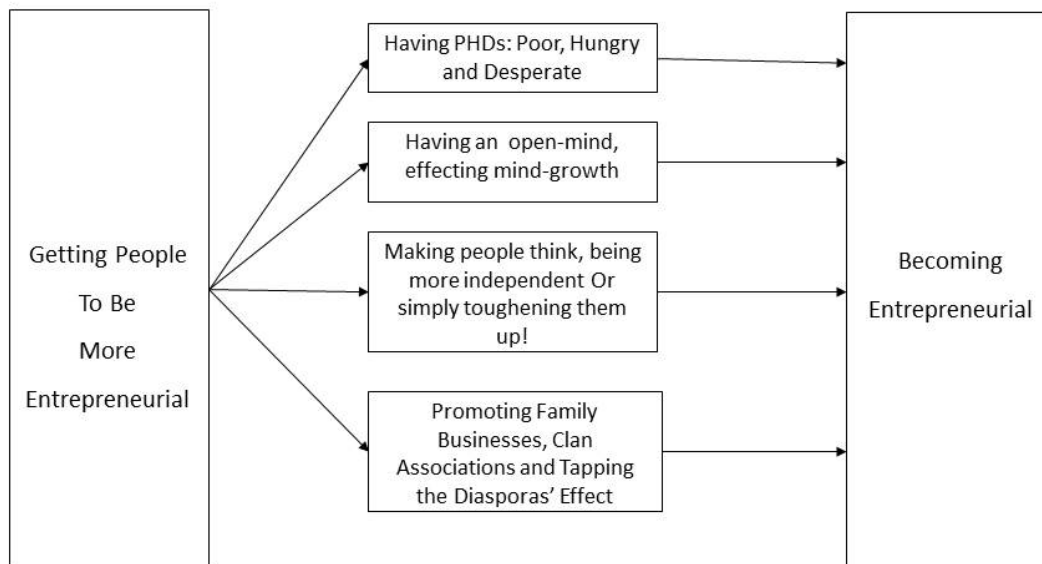 Getting People
To Be
More
Entrepreneurial
Having PHDs: Poor, Hungry
and Desperate
Having an open-mind,
effecting mind-growth
Making people think, being
more independent Or
simply toughening them
up!
Promoting Family
Businesses, Clan
Associations and Tapping
the Diasporas’ Effect
Becoming
Entrepreneurial